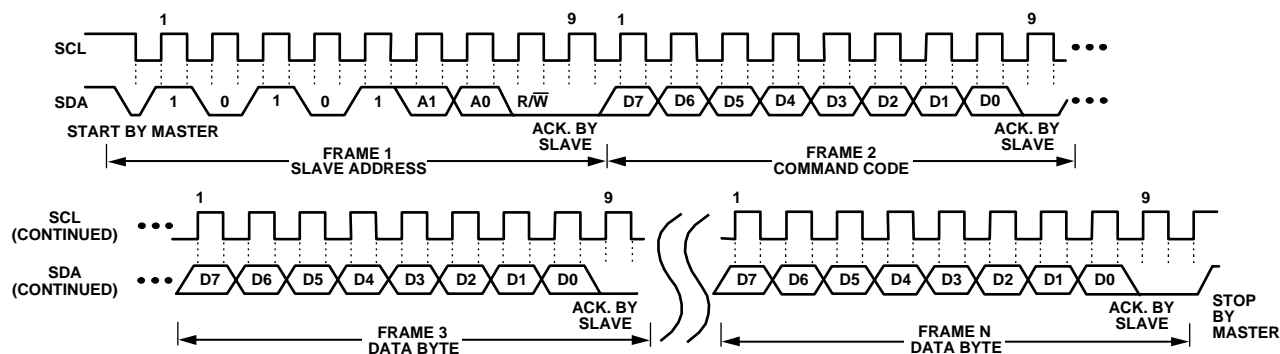 1 9 1 9
SCL
SDA 1 0 1 0 1 A1 A0 R/W̅ D7 D6 D5 D4 D3 D2 D1 D0
START BY MASTER ACK. BY SLAVE ACK. BY SLAVE
FRAME 1 SLAVE ADDRESS FRAME 2 COMMAND CODE
1 9 1 9
SCL (CONTINUED)
SDA (CONTINUED) D7 D6 D5 D4 D3 D2 D1 D0 D7 D6 D5 D4 D3 D2 D1 D0
ACK. BY SLAVE ACK. BY SLAVE STOP BY MASTER
FRAME 3 DATA BYTE FRAME N DATA BYTE